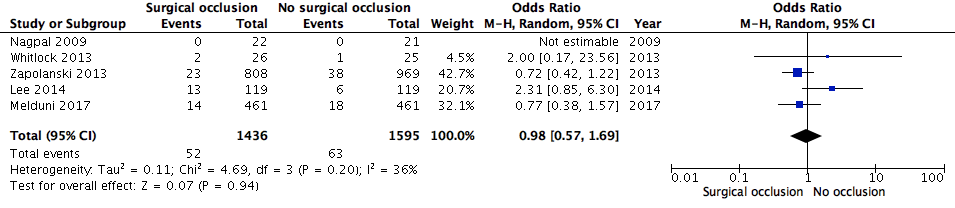 Surgical occlusion No surgical occlusion Odds Ratio Odds Ratio
Study or Subgroup Events Total Events Total Weight M-H, Random, 95% CI Year M-H, Random, 95% CI
Nagpal 2009 0 22 0 21 Not estimable 2009
Whitlock 2013 2 26 1 25 4.5% 2.00 [0.17, 23.56] 2013
Zapolanski 2013 23 808 38 969 42.7% 0.72 [0.42, 1.22] 2013
Lee 2014 13 119 6 119 20.7% 2.31 [0.85, 6.30] 2014
Melduni 2017 14 461 18 461 32.1% 0.77 [0.38, 1.57] 2017
Total (95% CI) 1436 1595 100.0% 0.98 [0.57, 1.69]
Total events 52 63
Heterogeneity: Tau² = 0.11; Chi² = 4.69, df = 3 (P = 0.20); I² = 36%
Test for overall effect: Z = 0.07 (P = 0.94)
0.01 0.1 1 10 100
Surgical occlusion No occlusion